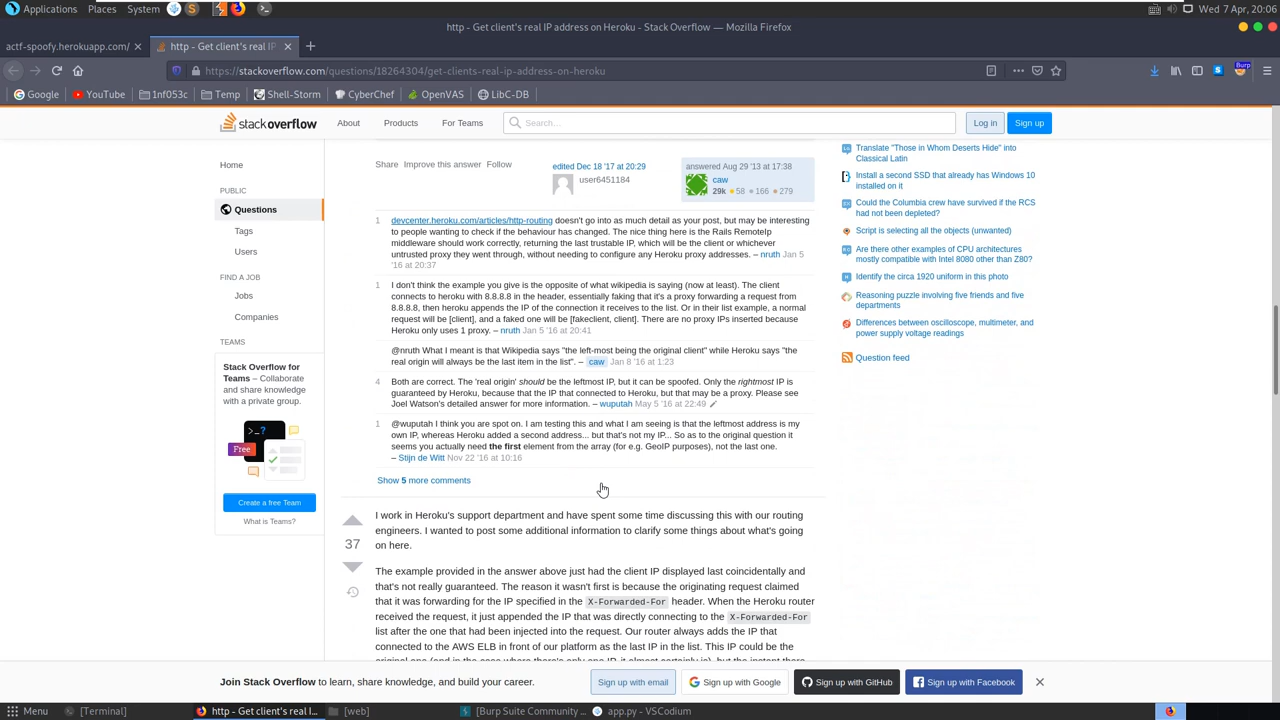 Applications
Places
System
Wed 7 Apr, 20:06
http - Get client's real IP address on Heroku - Stack Overflow — Mozilla Firefox
actf-spoofy.herokuapp.com/
http - Get client's real IP
https://stackoverflow.com/questions/18264304/get-clients-real-ip-address-on-heroku
Burp
Google
YouTube
1nf053c
Temp
Shell-Storm
CyberChef
OpenVAS
LibC-DB
stackoverflow
About
Products
For Teams
Search…
Log in
Sign up
Home
PUBLIC
Questions
Tags
Users
FIND A JOB
Jobs
Companies
TEAMS
Stack Overflow for
Teams – Collaborate
and share knowledge
with a private group.
>_?
Free
Create a free Team
What is Teams?
Share Improve this answer Follow
edited Dec 18 '17 at 20:29
user6451184
answered Aug 29 '13 at 17:38
caw
29k 58 166 279
1 devcenter.heroku.com/articles/http-routing doesn't go into as much detail as your post, but may be interesting
to people wanting to check if the behaviour has changed. The nice thing here is the Rails RemoteIp
middleware should work correctly, returning the last trustable IP, which will be the client or whichever
untrusted proxy they went through, without needing to configure any Heroku proxy addresses. – nruth Jan 5
'16 at 20:37
1 I don't think the example you give is the opposite of what wikipedia is saying (now at least). The client
connects to heroku with 8.8.8.8 in the header, essentially faking that it's a proxy forwarding a request from
8.8.8.8, then heroku appends the IP of the connection it receives to the list. Or in their list example, a normal
request will be [client], and a faked one will be [fakeclient, client]. There are no proxy IPs inserted because
Heroku only uses 1 proxy. – nruth Jan 5 '16 at 20:41
@nruth What I meant is that Wikipedia says "the left-most being the original client" while Heroku says "the
real origin will always be the last item in the list". – caw Jan 8 '16 at 1:23
4 Both are correct. The 'real origin' should be the leftmost IP, but it can be spoofed. Only the rightmost IP is
guaranteed by Heroku, because that the IP that connected to Heroku, but that may be a proxy. Please see
Joel Watson's detailed answer for more information. – wuputah May 5 '16 at 22:49
1 @wuputah I think you are spot on. I am testing this and what I am seeing is that the leftmost address is my
own IP, whereas Heroku added a second address... but that's not my IP... So as to the original question it
seems you actually need the first element from the array (for e.g. GeoIP purposes), not the last one.
– Stijn de Witt Nov 22 '16 at 10:16
Show 5 more comments
37
I work in Heroku's support department and have spent some time discussing this with our routing
engineers. I wanted to post some additional information to clarify some things about what's going
on here.
The example provided in the answer above just had the client IP displayed last coincidentally and
that's not really guaranteed. The reason it wasn't first is because the originating request claimed
that it was forwarding for the IP specified in the X-Forwarded-For header. When the Heroku router
received the request, it just appended the IP that was directly connecting to the X-Forwarded-For
list after the one that had been injected into the request. Our router always adds the IP that
connected to the AWS ELB in front of our platform as the last IP in the list. This IP could be the
original one (and in the case where there's only one IP, it almost certainly is), but the instant there
Translate "Those in Whom Deserts Hide" into
Classical Latin
Install a second SSD that already has Windows 10
installed on it
Could the Columbia crew have survived if the RCS
had not been depleted?
Script is selecting all the objects (unwanted)
Are there other examples of CPU architectures
mostly compatible with Intel 8080 other than Z80?
Identify the circa 1920 uniform in this photo
Reasoning puzzle involving five friends and five
departments
Differences between oscilloscope, multimeter, and
power supply voltage readings
Question feed
Join Stack Overflow to learn, share knowledge, and build your career.
Sign up with email
Sign up with Google
Sign up with GitHub
Sign up with Facebook
Menu
[Terminal]
http - Get client's real I...
[web]
[Burp Suite Community ...
app.py - VSCodium